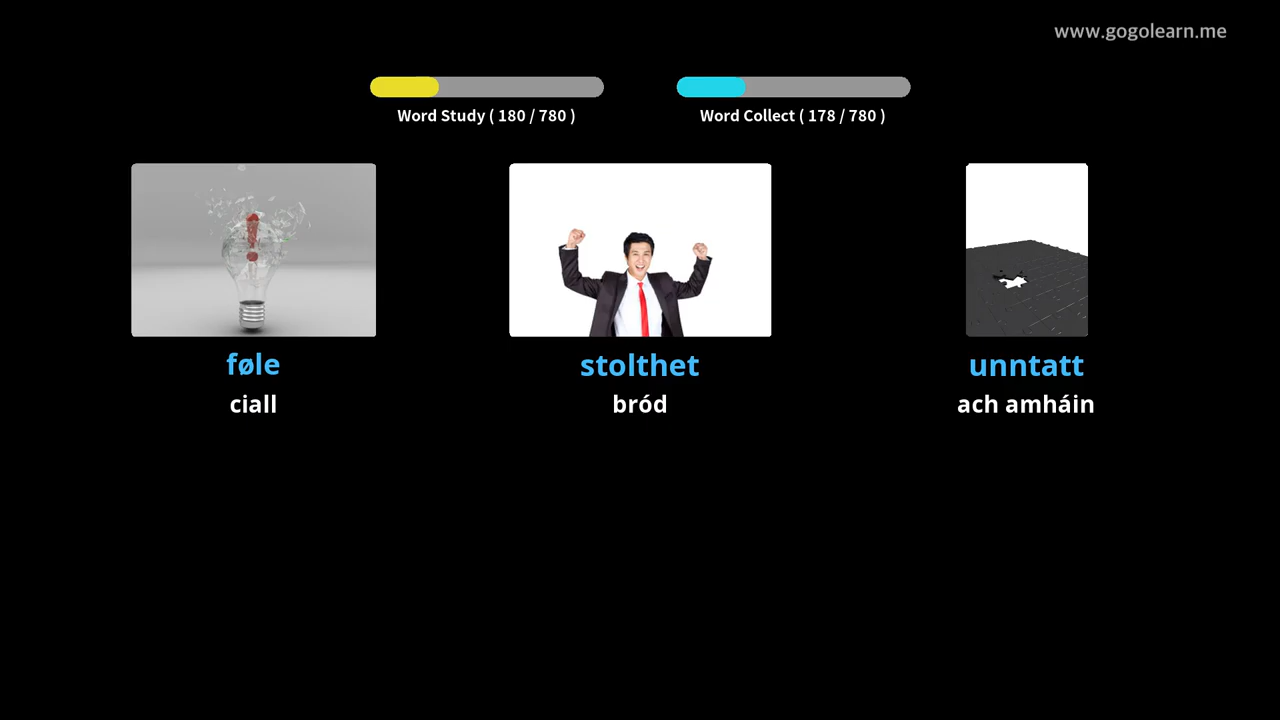 www.gogolearn.me
Word Study ( 180 / 780 )
Word Collect ( 178 / 780 )
føle
stolthet
unntatt
ciall
bród
ach amháin